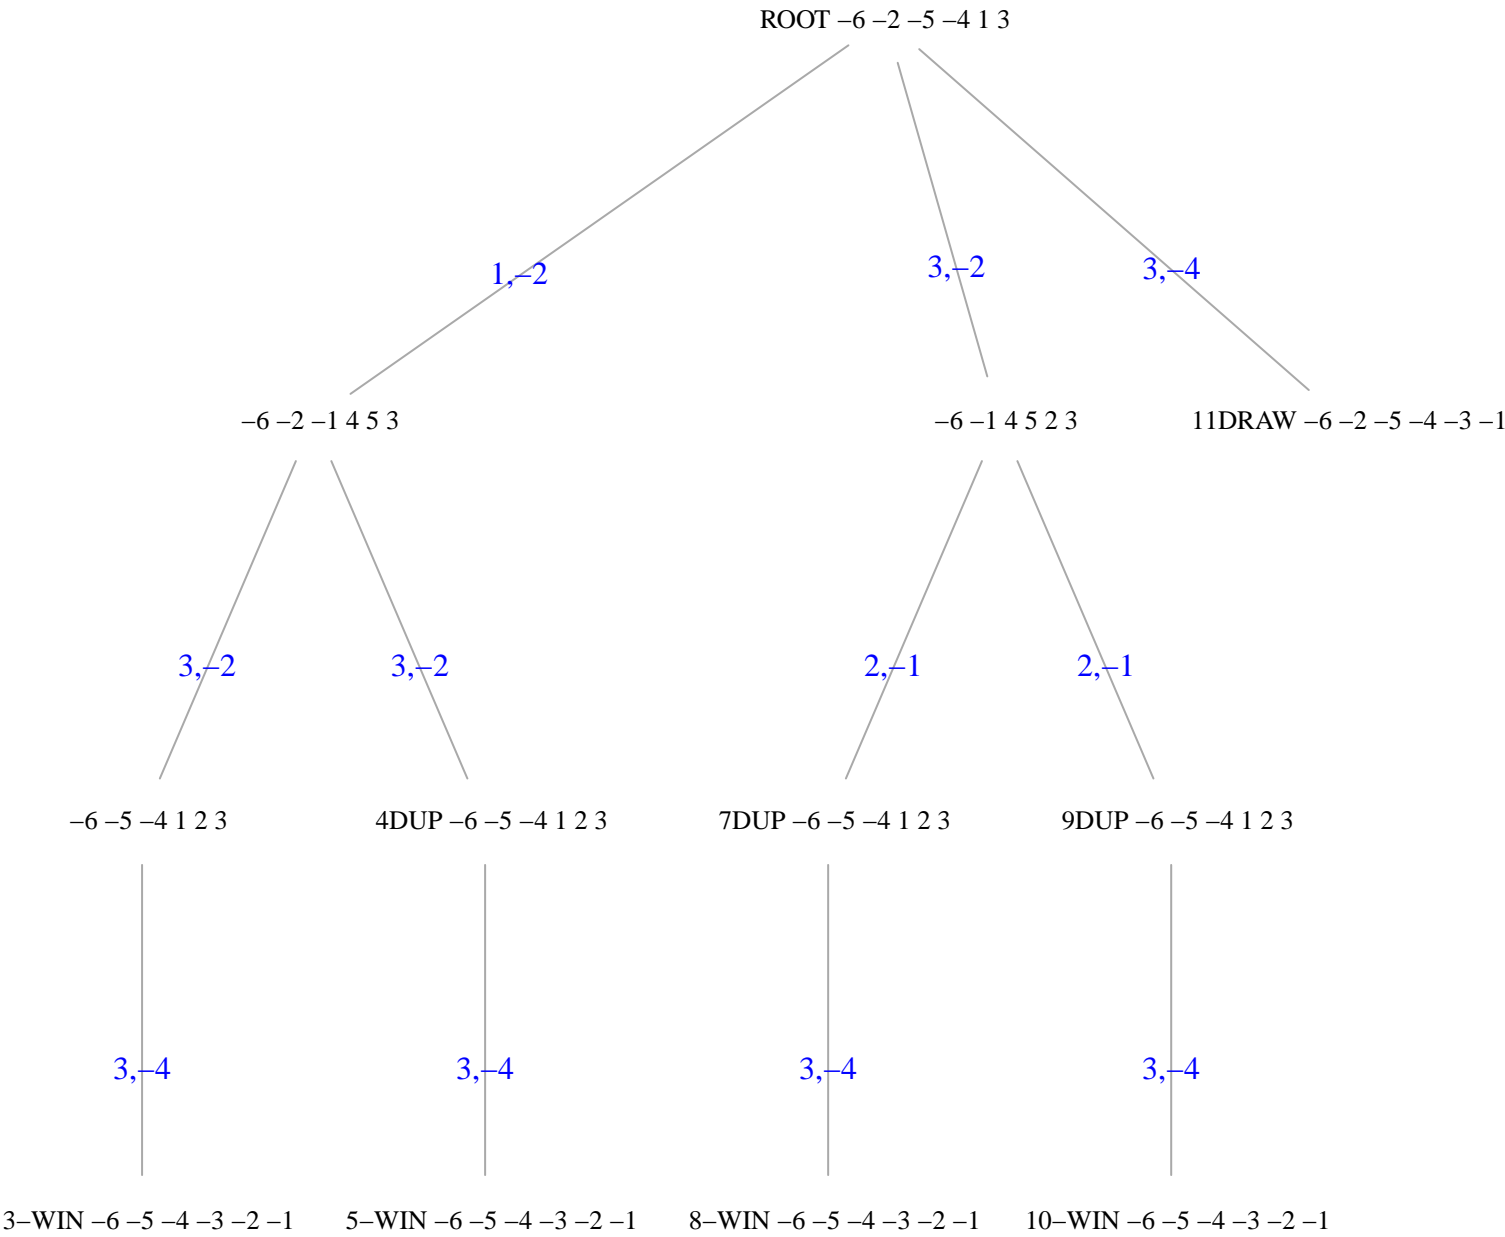 ROOT –6 –2 –5 –4 1 3
1,–2
3,–2
3,–4
–6 –2 –1 4 5 3
–6 –1 4 5 2 3
11DRAW –6 –2 –5 –4 –3 –1
3,–2
3,–2
2,–1
2,–1
–6 –5 –4 1 2 3
4DUP –6 –5 –4 1 2 3
7DUP –6 –5 –4 1 2 3
9DUP –6 –5 –4 1 2 3
3,–4
3,–4
3,–4
3,–4
3–WIN –6 –5 –4 –3 –2 –1
5–WIN –6 –5 –4 –3 –2 –1
8–WIN –6 –5 –4 –3 –2 –1
10–WIN –6 –5 –4 –3 –2 –1